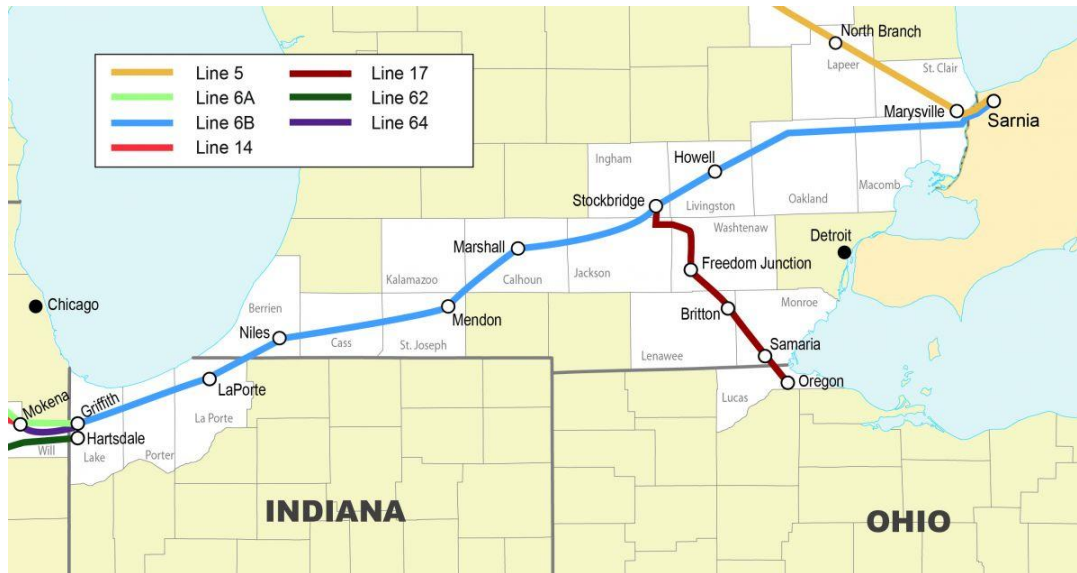 North Branch
Lapeer
St. Clair
Line 5
Line 17
Line 6A
Line 62
Line 6B
Line 64
Line 14
Marysville
Sarnia
Ingham
Howell
Oakland
Macomb
Stockbridge
Livingston
Washtenaw
Detroit
Marshall
Kalamazoo
Calhoun
Jackson
Freedom Junction
Chicago
Berrien
Mendon
Monroe
Britton
Niles
Cass
St. Joseph
Samaria
Lenawee
LaPorte
Oregon
Mokena
Griffith
La Porte
Lucas
Hartsdale
Will
Lake
Porter
INDIANA
OHIO